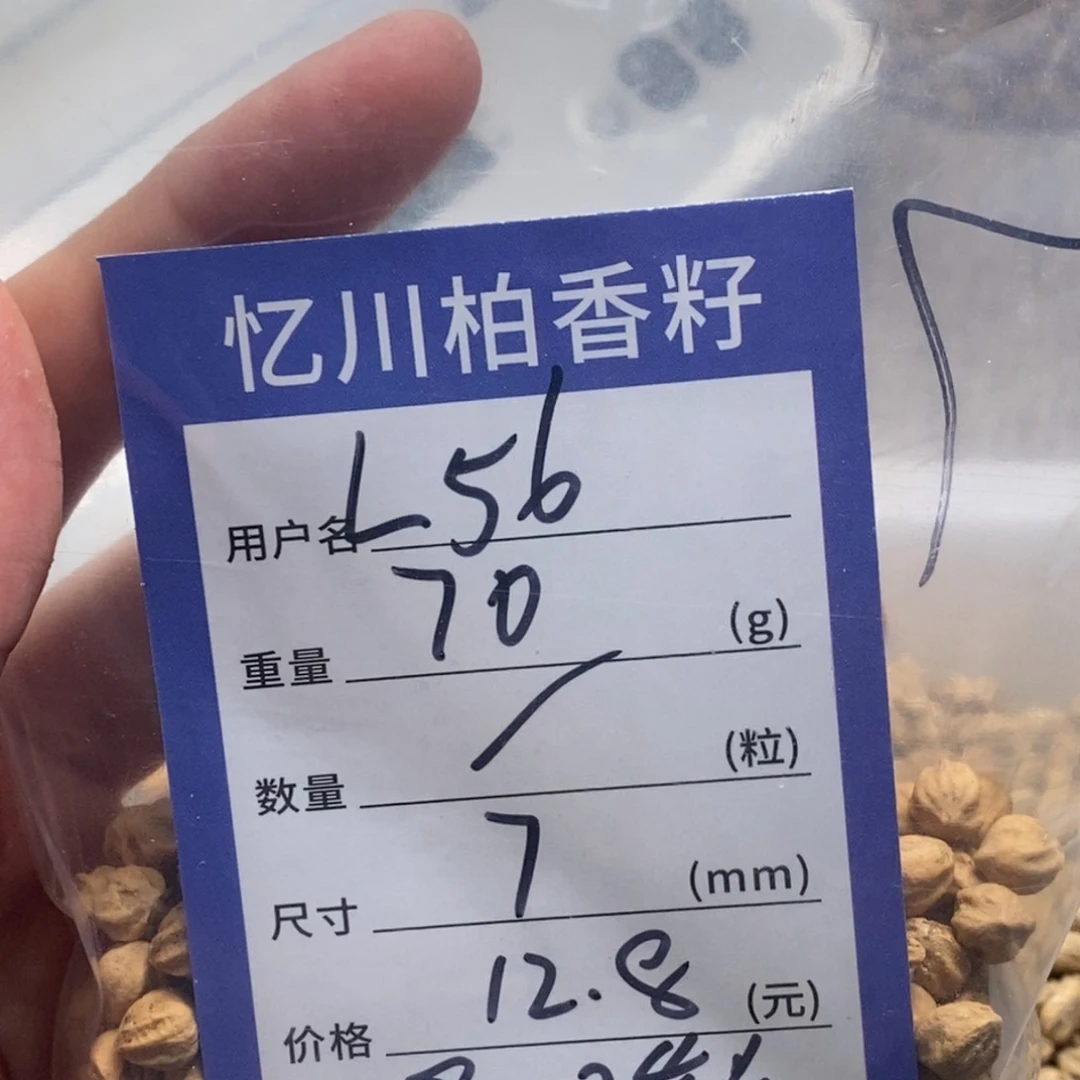 忆川柏香籽
用户名 L56
重量 70 (g)
数量 / (粒)
尺寸 7 (mm)
价格 12.8 (元)